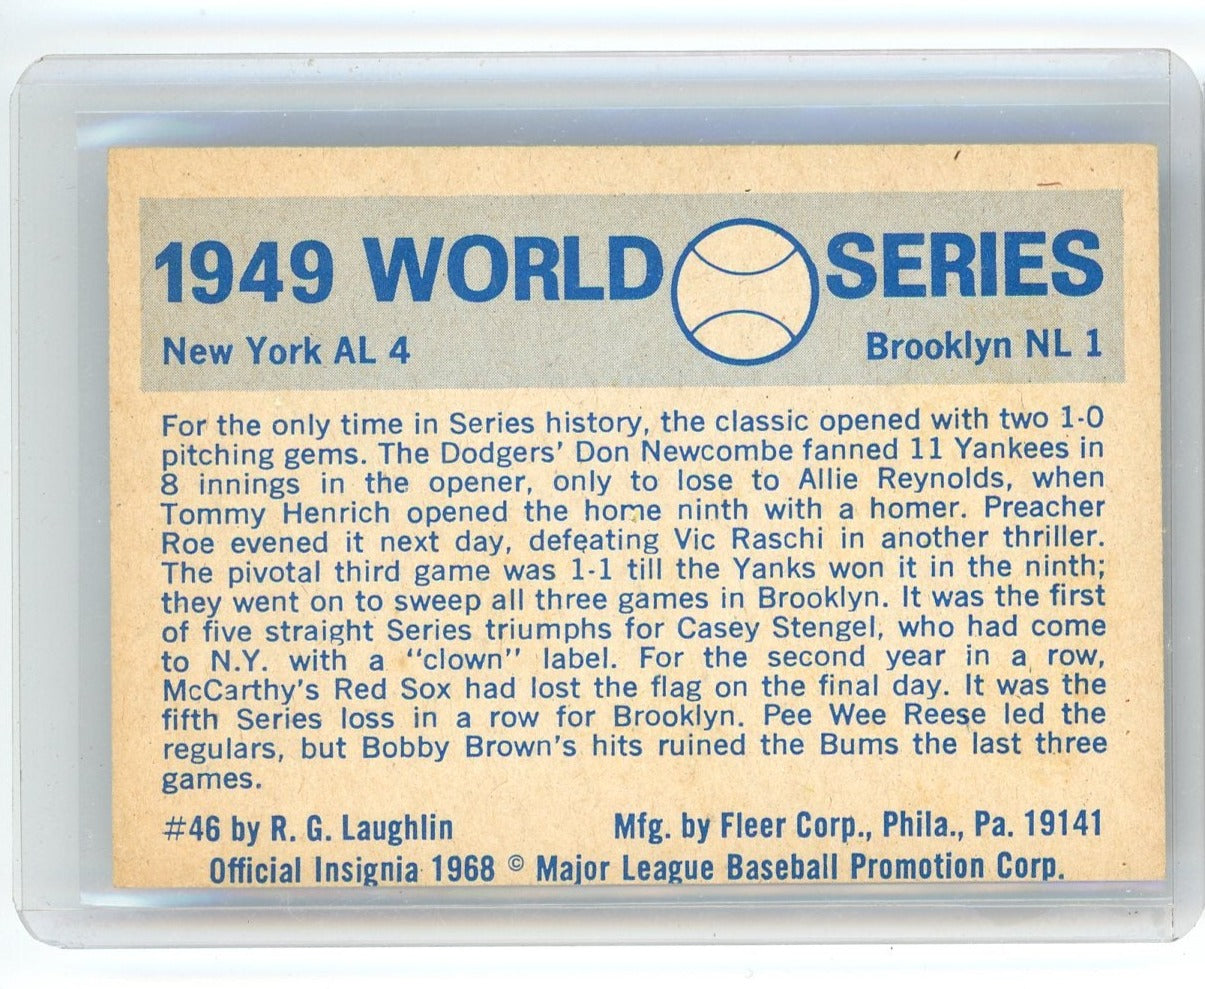 1949 WORLD SERIES
New York AL 4 Brooklyn NL 1
For the only time in Series history, the classic opened with two 1-0
pitching gems. The Dodgers' Don Newcombe fanned 11 Yankees in
8 innings in the opener, only to lose to Allie Reynolds, when
Tommy Henrich opened the home ninth with a homer. Preacher
Roe evened it next day, defeating Vic Raschi in another thriller.
The pivotal third game was 1-1 till the Yanks won it in the ninth;
they went on to sweep all three games in Brooklyn. It was the first
of five straight Series triumphs for Casey Stengel, who had come
to N.Y. with a "clown" label. For the second year in a row,
McCarthy's Red Sox had lost the flag on the final day. It was the
fifth Series loss in a row for Brooklyn. Pee Wee Reese led the
regulars, but Bobby Brown's hits ruined the Bums the last three
games.
#46 by R. G. Laughlin Mfg. by Fleer Corp., Phila., Pa. 19141
Official Insignia 1968 © Major League Baseball Promotion Corp.